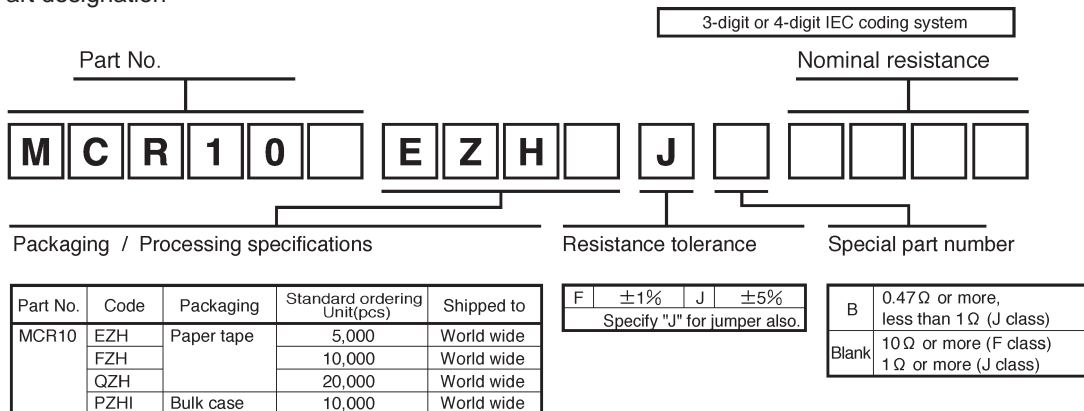 art designation
3-digit or 4-digit IEC coding system
Part No.
Nominal resistance
M C R 1 0 E Z H J
Packaging / Processing specifications
Resistance tolerance
Special part number
Part No. Code Packaging Standard ordering Unit(pcs) Shipped to
MCR10 EZH Paper tape 5,000 World wide
FZH 10,000 World wide
QZH 20,000 World wide
PZHI Bulk case 10,000 World wide
F ±1% J ±5%
Specify "J" for jumper also.
B 0.47Ω or more,
less than 1Ω (J class)
Blank 10Ω or more (F class)
1Ω or more (J class)